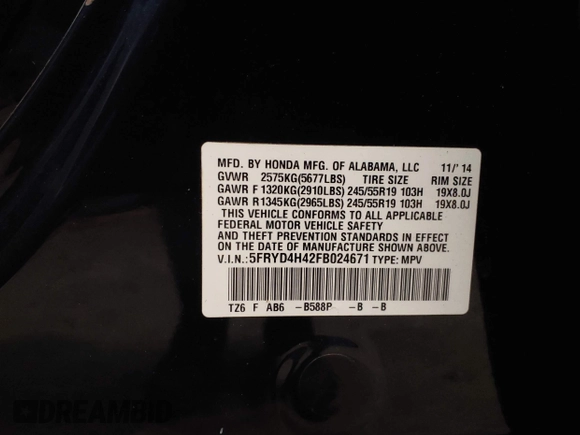 MFD. BY HONDA MFG. OF ALABAMA, LLC 11/'14
GVWR 2575KG(5677LBS) TIRE SIZE RIM SIZE
GAWR F 1320KG(2910LBS) 245/55R19 103H 19X8.0J
GAWR R 1345KG(2965LBS) 245/55R19 103H 19X8.0J
THIS VEHICLE CONFORMS TO ALL APPLICABLE
FEDERAL MOTOR VEHICLE SAFETY
AND THEFT PREVENTION STANDARDS IN EFFECT
ON THE DATE OF MANUFACTURE SHOWN ABOVE.
V.I.N.:5FRYD4H42FB024671 TYPE: MPV
TZ6 F AB6 -B588P -B -B
DREAMBID